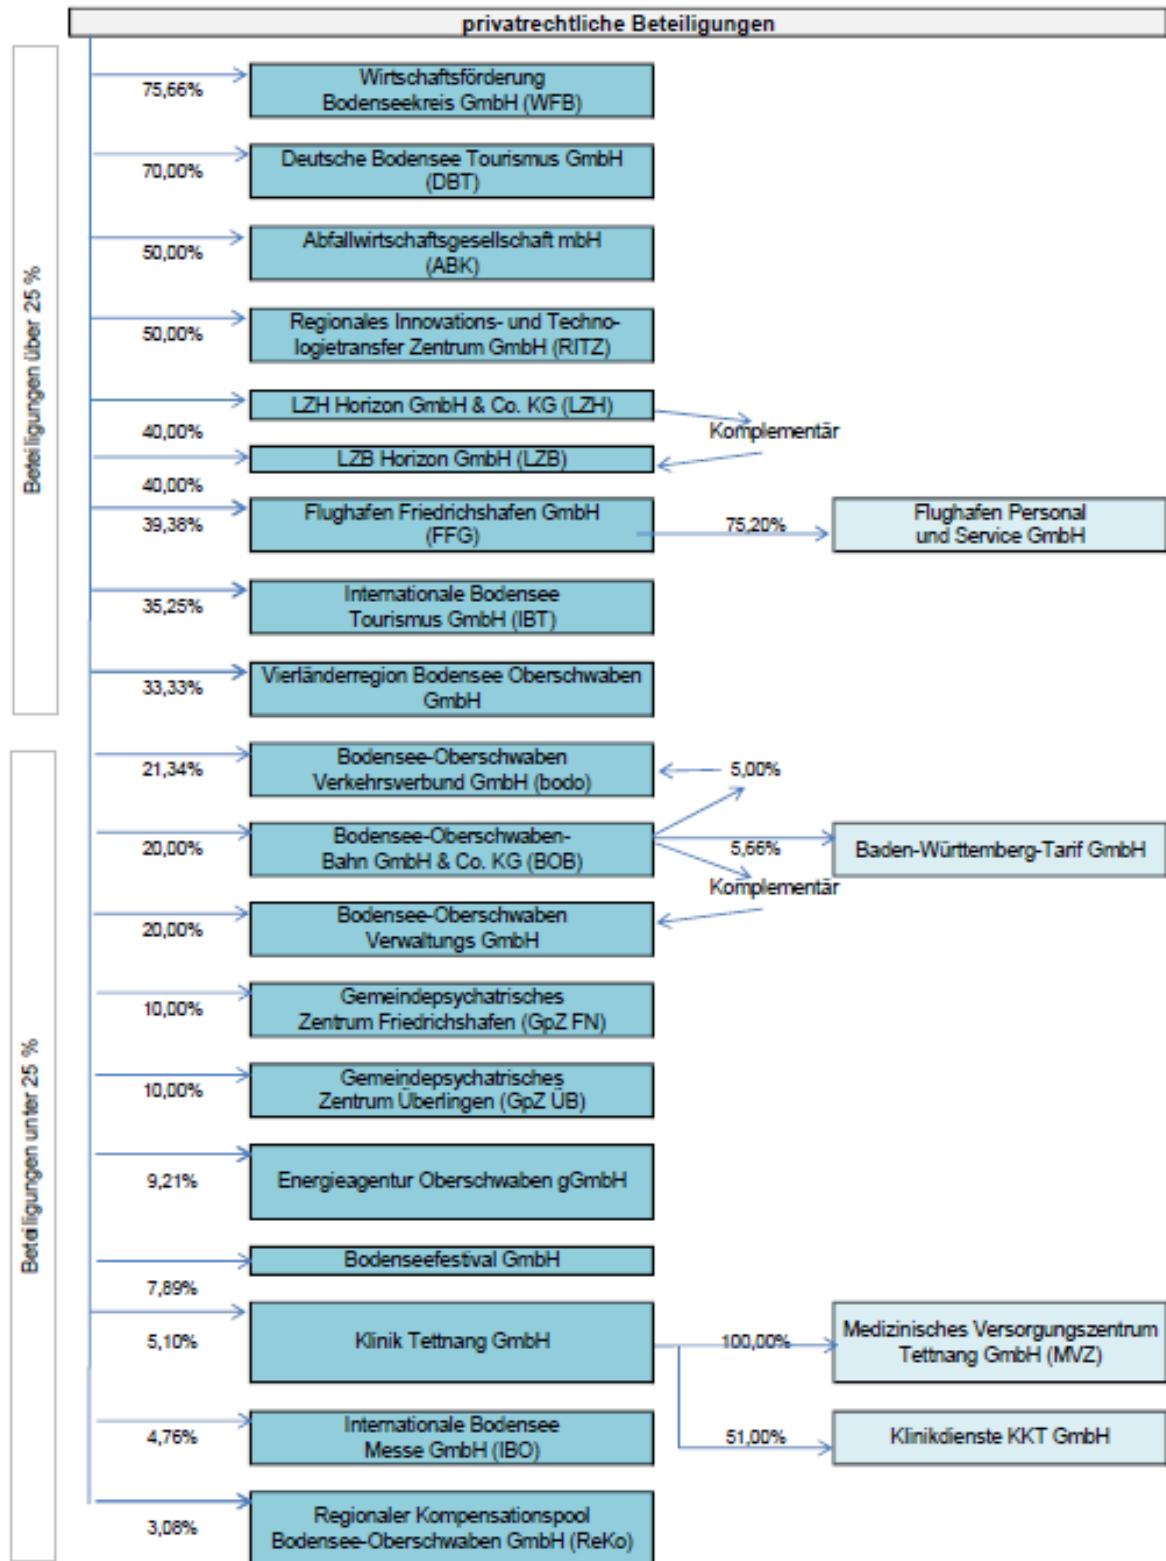 privatrechtliche Beteiligungen
Beteiligungen über 25 %
75,66%
Wirtschaftsförderung
Bodenseekreis GmbH (WFB)
70,00%
Deutsche Bodensee Tourismus GmbH
(DBT)
50,00%
Abfallwirtschaftsgesellschaft mbH
(ABK)
50,00%
Regionales Innovations- und Techno-
logietransfer Zentrum GmbH (RITZ)
40,00%
LZH Horizon GmbH & Co. KG (LZH)
Komplementär
40,00%
LZB Horizon GmbH (LZB)
39,38%
Flughafen Friedrichshafen GmbH
(FFG)
75,20%
Flughafen Personal
und Service GmbH
35,25%
Internationale Bodensee
Tourismus GmbH (IBT)
33,33%
Vierländerregion Bodensee Oberschwaben
GmbH
Beteiligungen unter 25 %
21,34%
Bodensee-Oberschwaben
Verkehrsverbund GmbH (bodo)
5,00%
20,00%
Bodensee-Oberschwaben-
Bahn GmbH & Co. KG (BOB)
5,66%
Baden-Württemberg-Tarif GmbH
Komplementär
20,00%
Bodensee-Oberschwaben
Verwaltungs GmbH
10,00%
Gemeindepsychatrisches
Zentrum Friedrichshafen (GpZ FN)
10,00%
Gemeindepsychatrisches
Zentrum Überlingen (GpZ ÜB)
9,21%
Energieagentur Oberschwaben gGmbH
7,89%
Bodenseefestival GmbH
5,10%
Klinik Tettnang GmbH
100,00%
Medizinisches Versorgungszentrum
Tettnang GmbH (MVZ)
51,00%
Klinikdienste KKT GmbH
4,76%
Internationale Bodensee
Messe GmbH (IBO)
3,08%
Regionaler Kompensationspool
Bodensee-Oberschwaben GmbH (ReKo)